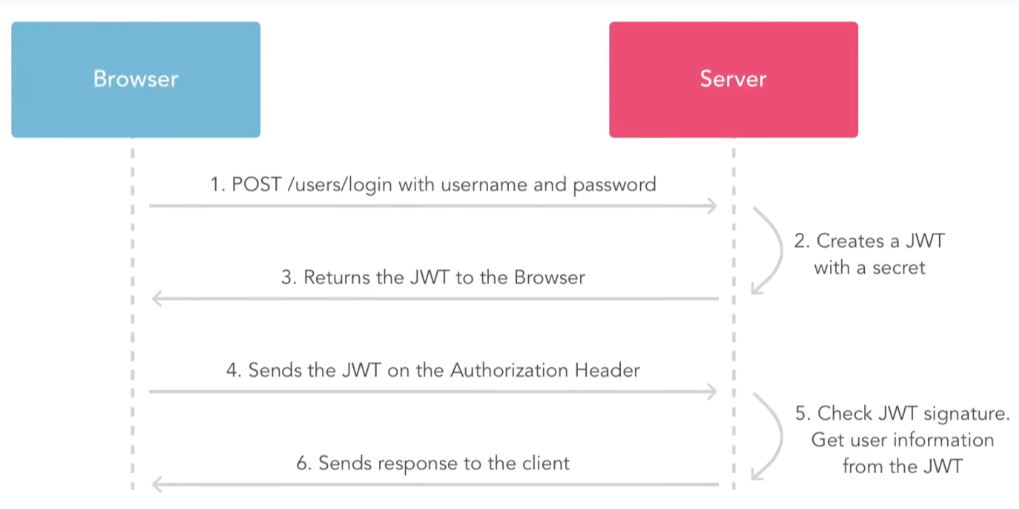 Browser
Server
1. POST /users/login with username and password
2. Creates a JWT
with a secret
3. Returns the JWT to the Browser
4. Sends the JWT on the Authorization Header
5. Check JWT signature.
Get user information
from the JWT
6. Sends response to the client